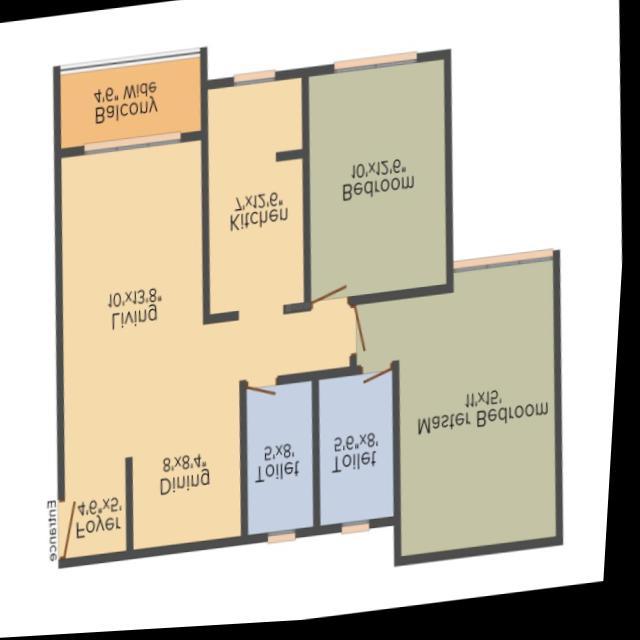 Entrance
Foyer
4'6"x5'
Dining
8'x8'4"
Toilet
5'x8'
Toilet
5'6"x8'
Master Bedroom
11'x15'
Living
10'x13'8"
Kitchen
7'x12'6"
Bedroom
10'x12'6"
Balcony
4'6" Wide